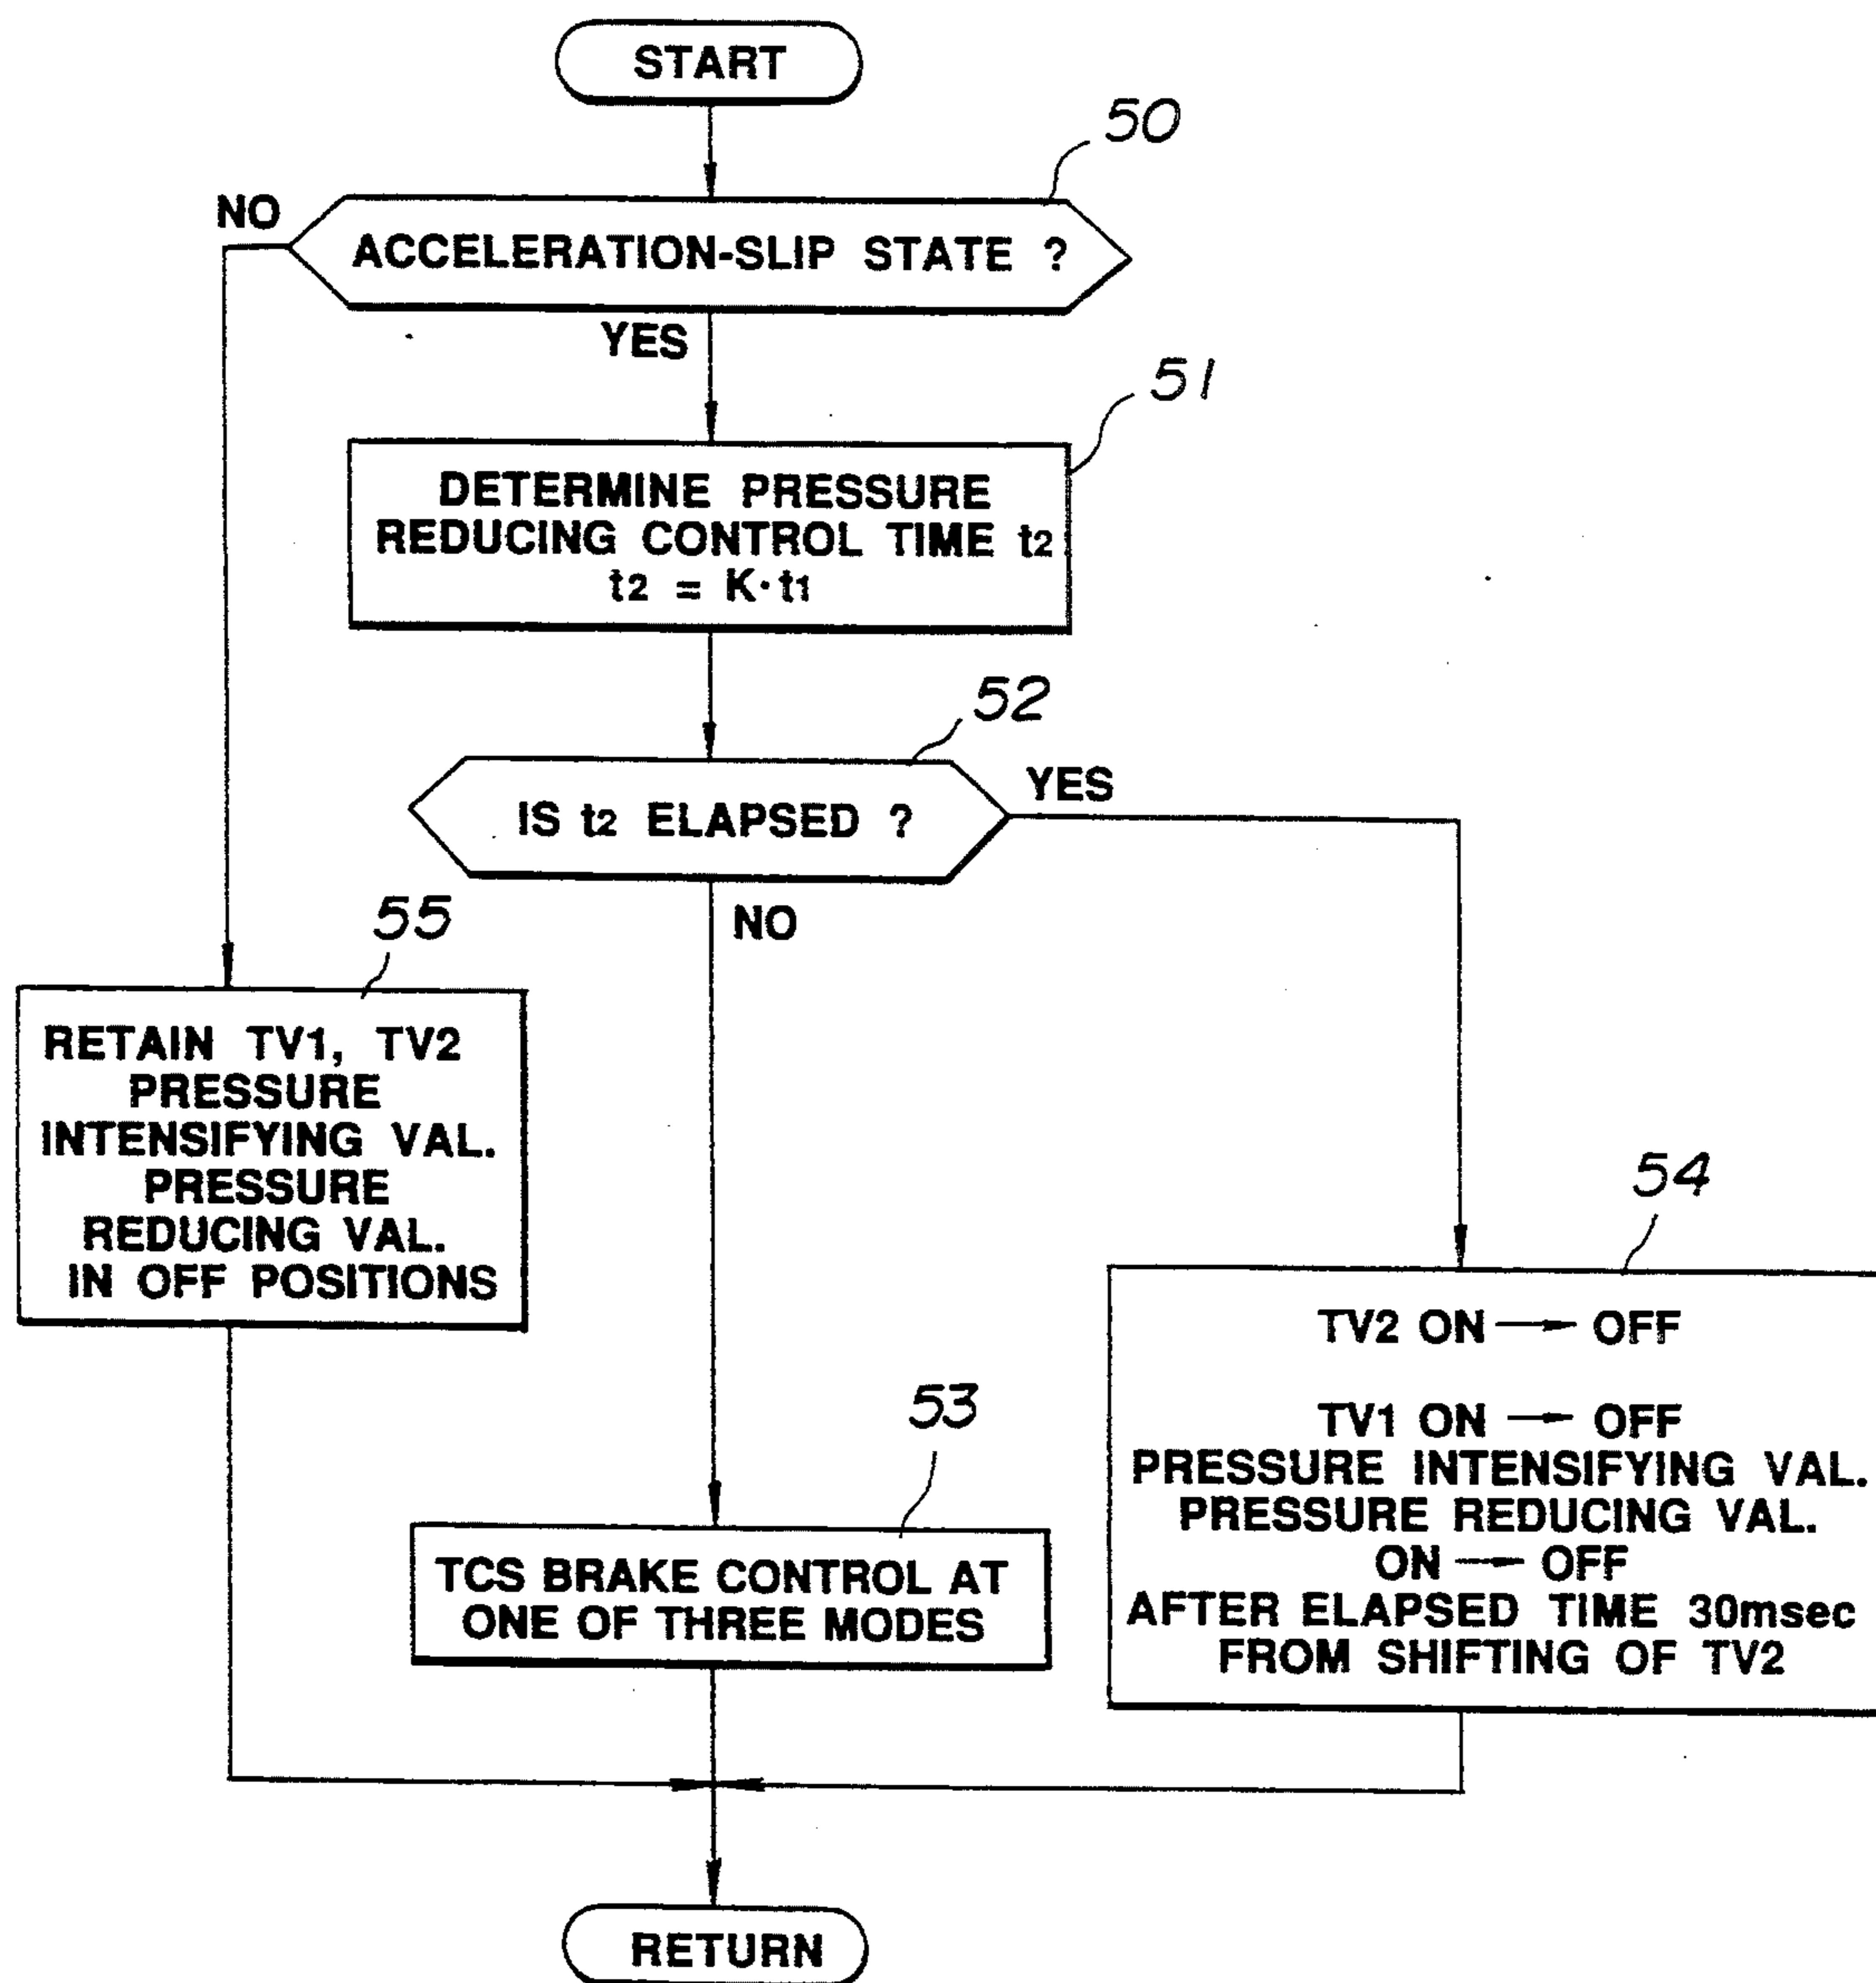 START
50
NO
ACCELERATION-SLIP STATE ?
YES
51
DETERMINE PRESSURE
REDUCING CONTROL TIME t2
t2 = K·t1
52
IS t2 ELAPSED ?
YES
NO
55
RETAIN TV1, TV2
PRESSURE
INTENSIFYING VAL.
PRESSURE
REDUCING VAL.
IN OFF POSITIONS
54
TV2 ON → OFF
TV1 ON → OFF
PRESSURE INTENSIFYING VAL.
PRESSURE REDUCING VAL.
ON → OFF
AFTER ELAPSED TIME 30msec
FROM SHIFTING OF TV2
53
TCS BRAKE CONTROL AT
ONE OF THREE MODES
RETURN